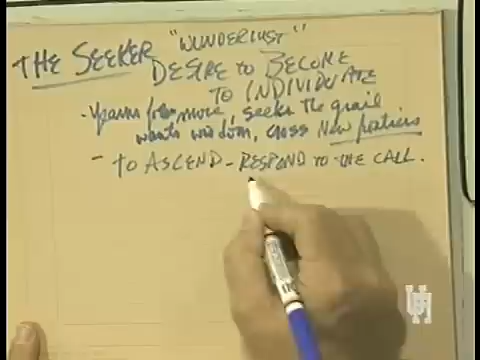 THE SEEKER "WUNDERLUST"
DESIRE to BECOME
TO INDIVIDUATE
- Yearns for more, seeks the grail
wants wisdom, cross New frontiers
- to ASCEND - RESPOND to the CALL.
UH